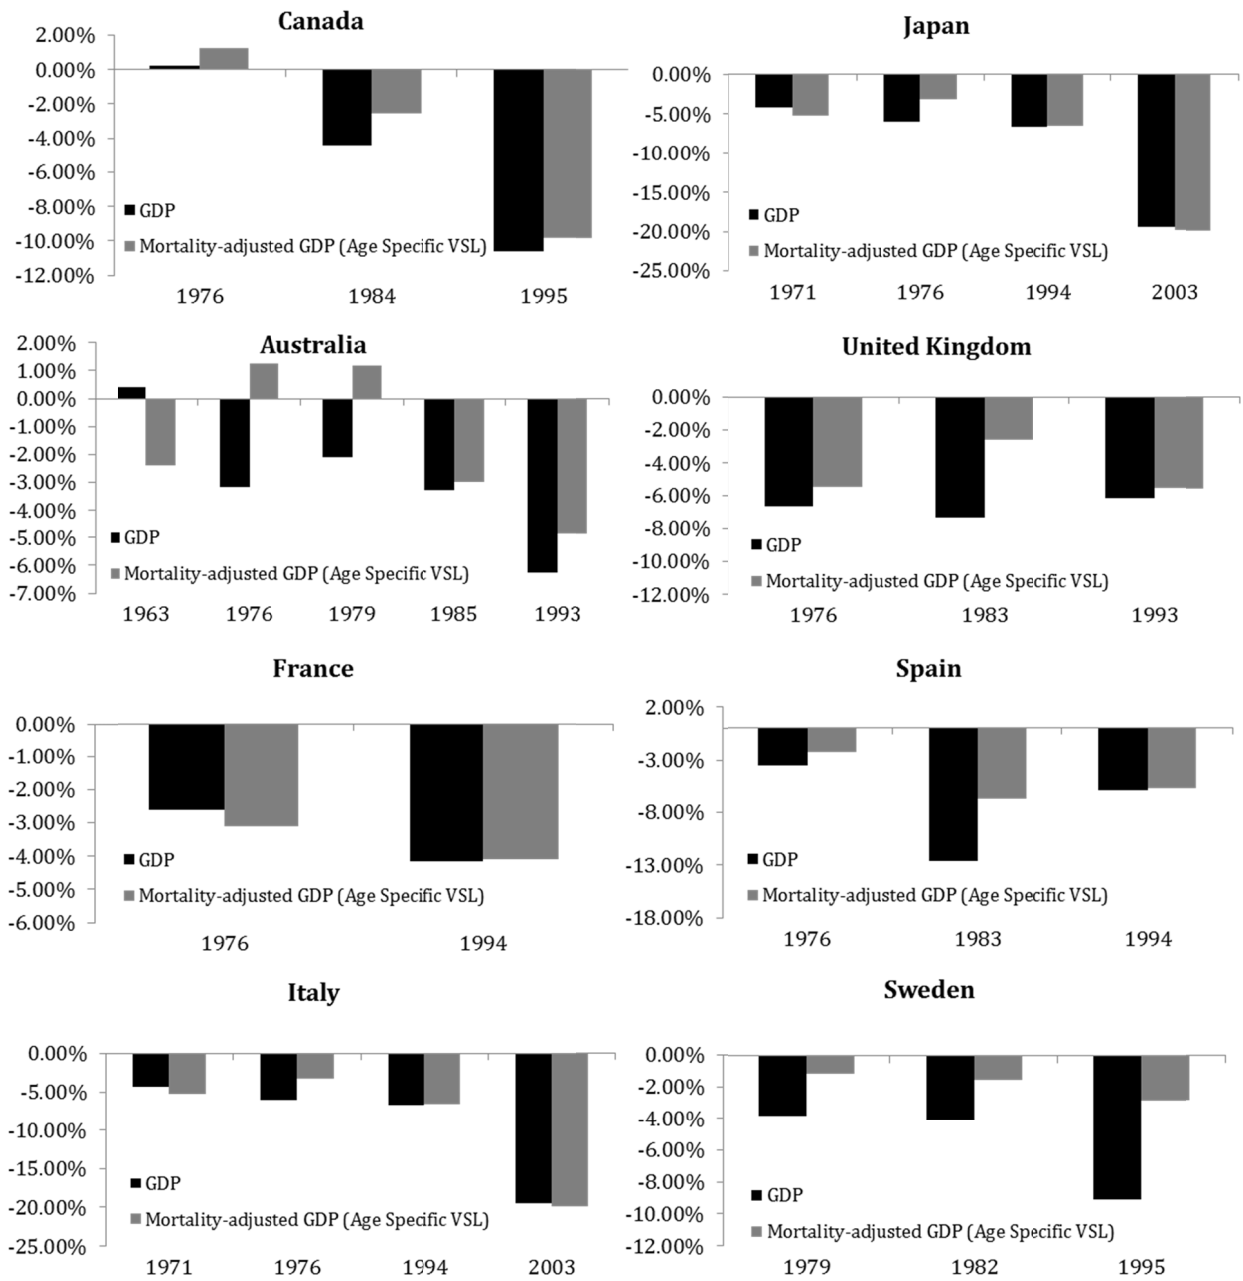 Canada
2.00%
0.00%
-2.00%
-4.00%
-6.00%
-8.00%
-10.00%
-12.00%
GDP
Mortality-adjusted GDP (Age Specific VSL)
1976 1984 1995
Japan
0.00%
-5.00%
-10.00%
-15.00%
-20.00%
-25.00%
GDP
Mortality-adjusted GDP (Age Specific VSL)
1971 1976 1994 2003
Australia
2.00%
1.00%
0.00%
-1.00%
-2.00%
-3.00%
-4.00%
-5.00%
-6.00%
-7.00%
GDP
Mortality-adjusted GDP (Age Specific VSL)
1963 1976 1979 1985 1993
United Kingdom
0.00%
-2.00%
-4.00%
-6.00%
-8.00%
-10.00%
-12.00%
GDP
Mortality-adjusted GDP (Age Specific VSL)
1976 1983 1993
France
0.00%
-1.00%
-2.00%
-3.00%
-4.00%
-5.00%
-6.00%
GDP
Mortality-adjusted GDP (Age Specific VSL)
1976 1994
Spain
2.00%
-3.00%
-8.00%
-13.00%
-18.00%
GDP
Mortality-adjusted GDP (Age Specific VSL)
1976 1983 1994
Italy
0.00%
-5.00%
-10.00%
-15.00%
-20.00%
-25.00%
GDP
Mortality-adjusted GDP (Age Specific VSL)
1971 1976 1994 2003
Sweden
0.00%
-2.00%
-4.00%
-6.00%
-8.00%
-10.00%
-12.00%
GDP
Mortality-adjusted GDP (Age Specific VSL)
1979 1982 1995